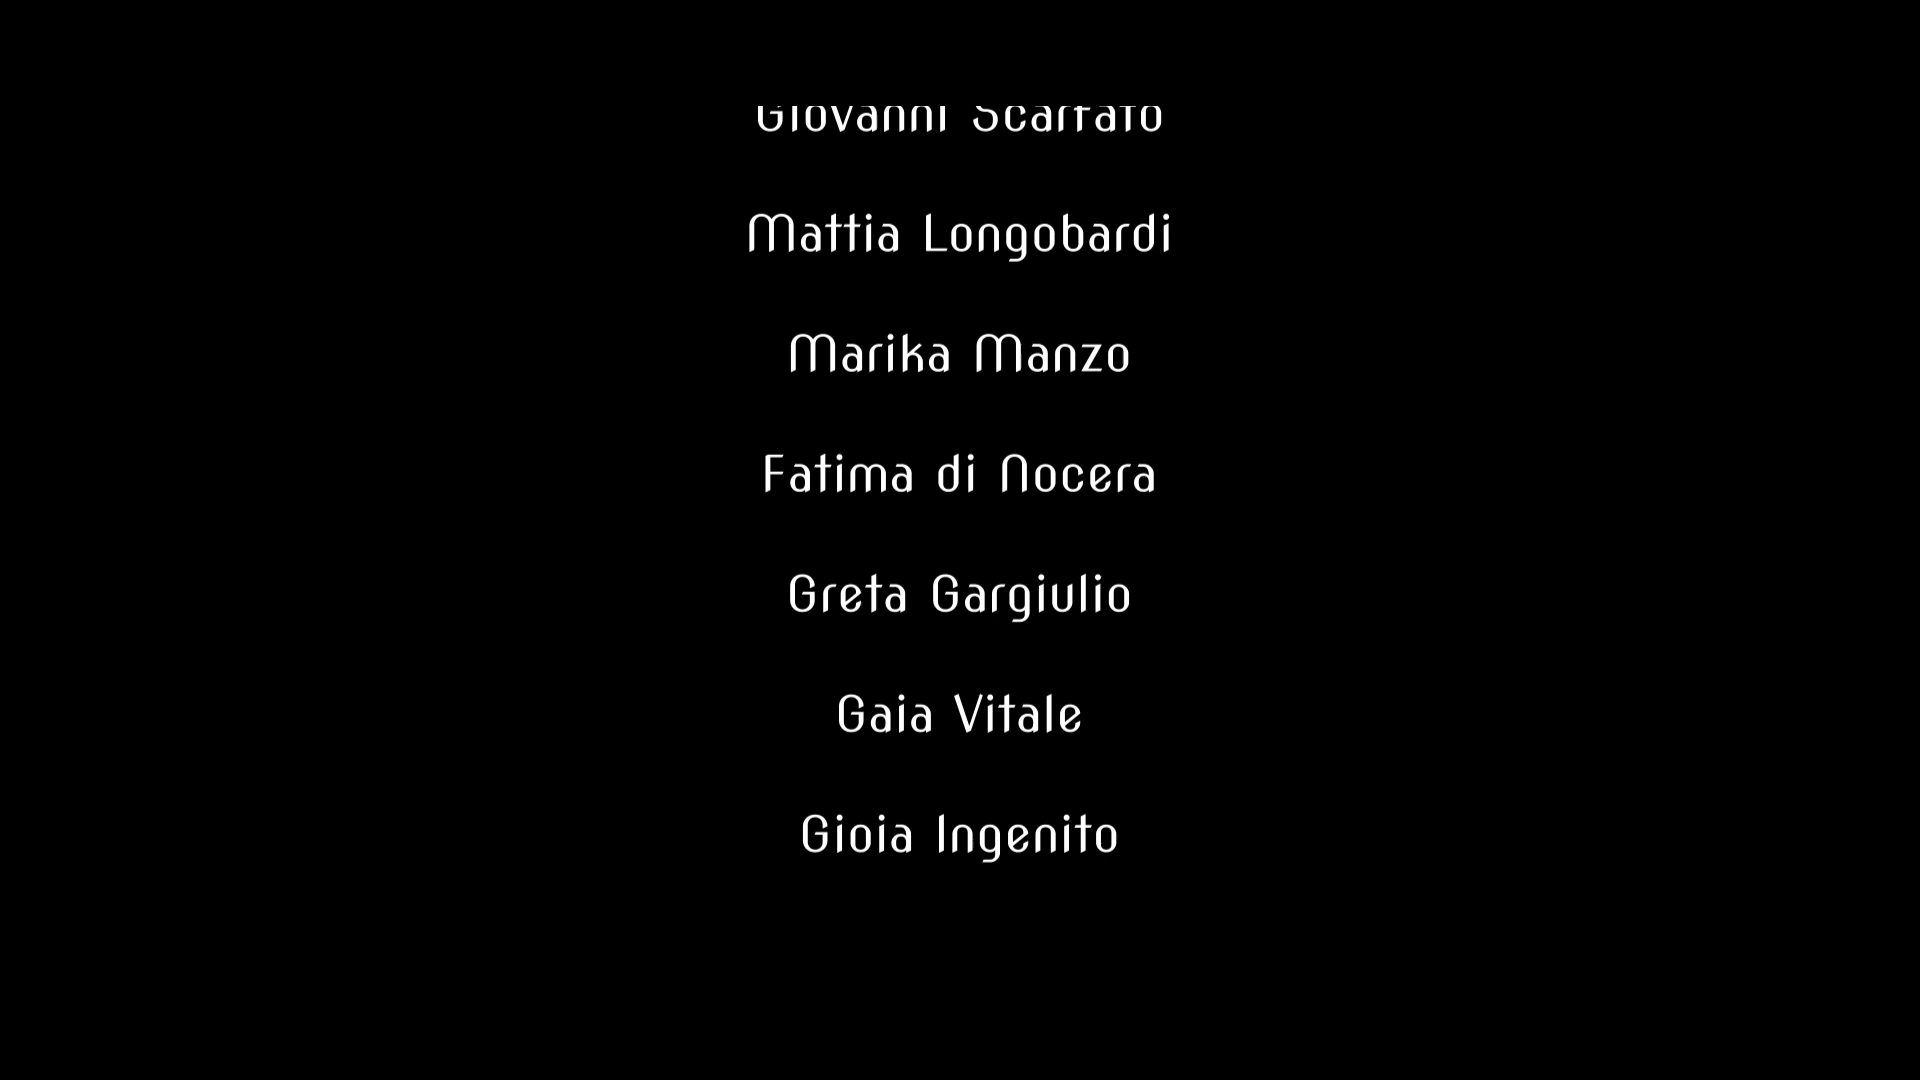 Giovanni Scarfato
Mattia Longobardi
Marika Manzo
Fatima di Nocera
Greta Gargiulio
Gaia Vitale
Gioia Ingenito